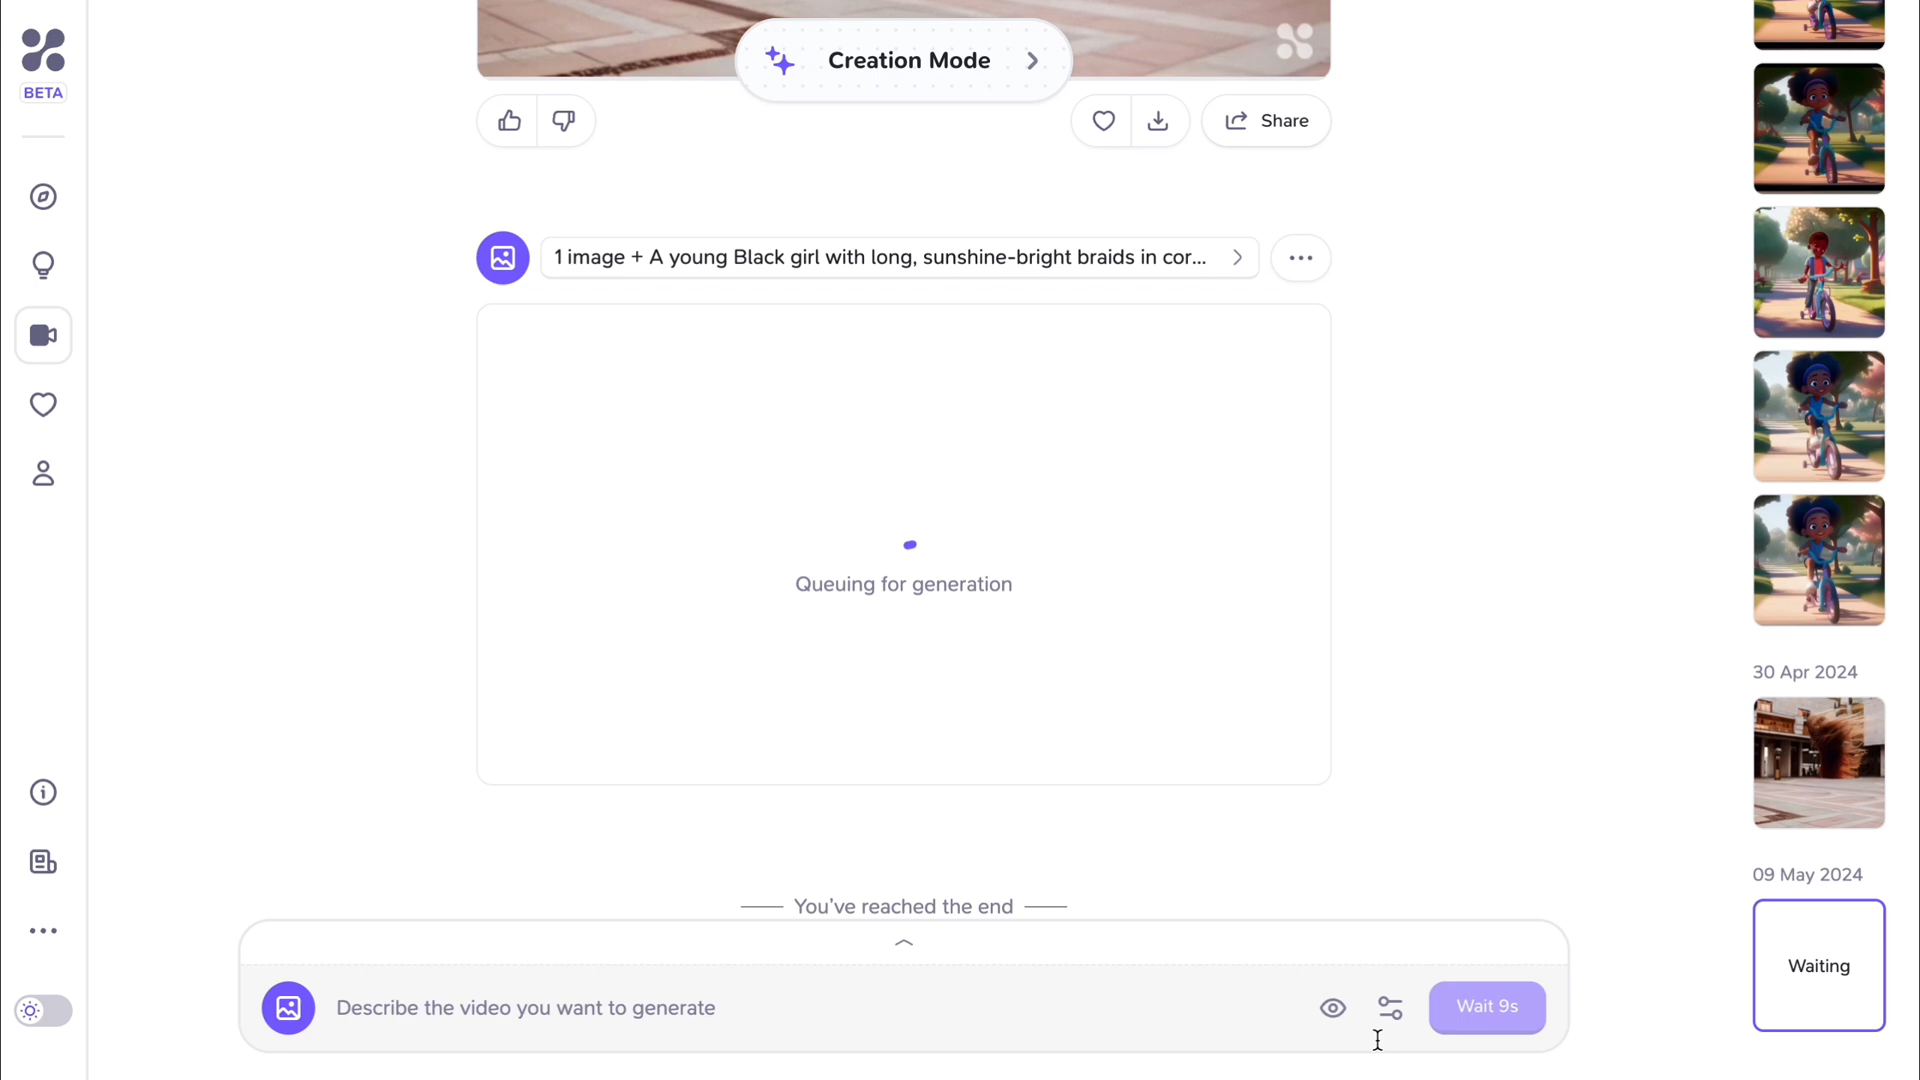 BETA
Creation Mode
Share
1 image + A young Black girl with long, sunshine-bright braids in cor...
Queuing for generation
30 Apr 2024
09 May 2024
You've reached the end
Waiting
Describe the video you want to generate
Wait 9s